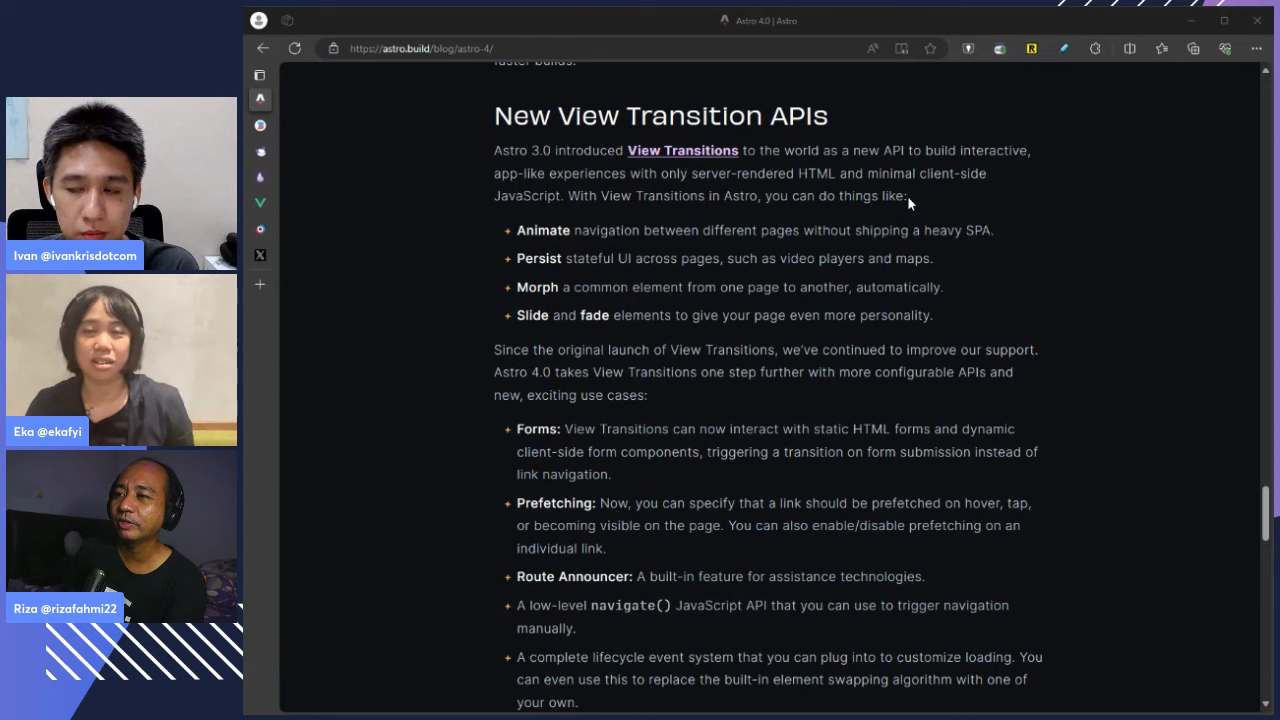 Astro 4.0 | Astro
https://astro.build/blog/astro-4/
faster builds.
New View Transition APIs
Astro 3.0 introduced View Transitions to the world as a new API to build interactive,
app-like experiences with only server-rendered HTML and minimal client-side
JavaScript. With View Transitions in Astro, you can do things like:
Animate navigation between different pages without shipping a heavy SPA.
Persist stateful UI across pages, such as video players and maps.
Morph a common element from one page to another, automatically.
Slide and fade elements to give your page even more personality.
Since the original launch of View Transitions, we've continued to improve our support.
Astro 4.0 takes View Transitions one step further with more configurable APIs and
new, exciting use cases:
Forms: View Transitions can now interact with static HTML forms and dynamic
client-side form components, triggering a transition on form submission instead of
link navigation.
Prefetching: Now, you can specify that a link should be prefetched on hover, tap,
or becoming visible on the page. You can also enable/disable prefetching on an
individual link.
Route Announcer: A built-in feature for assistance technologies.
A low-level navigate() JavaScript API that you can use to trigger navigation
manually.
A complete lifecycle event system that you can plug into to customize loading. You
can even use this to replace the built-in element swapping algorithm with one of
your own.
Ivan @ivankrisdotcom
Eka @ekafyi
Riza @rizafahmi22